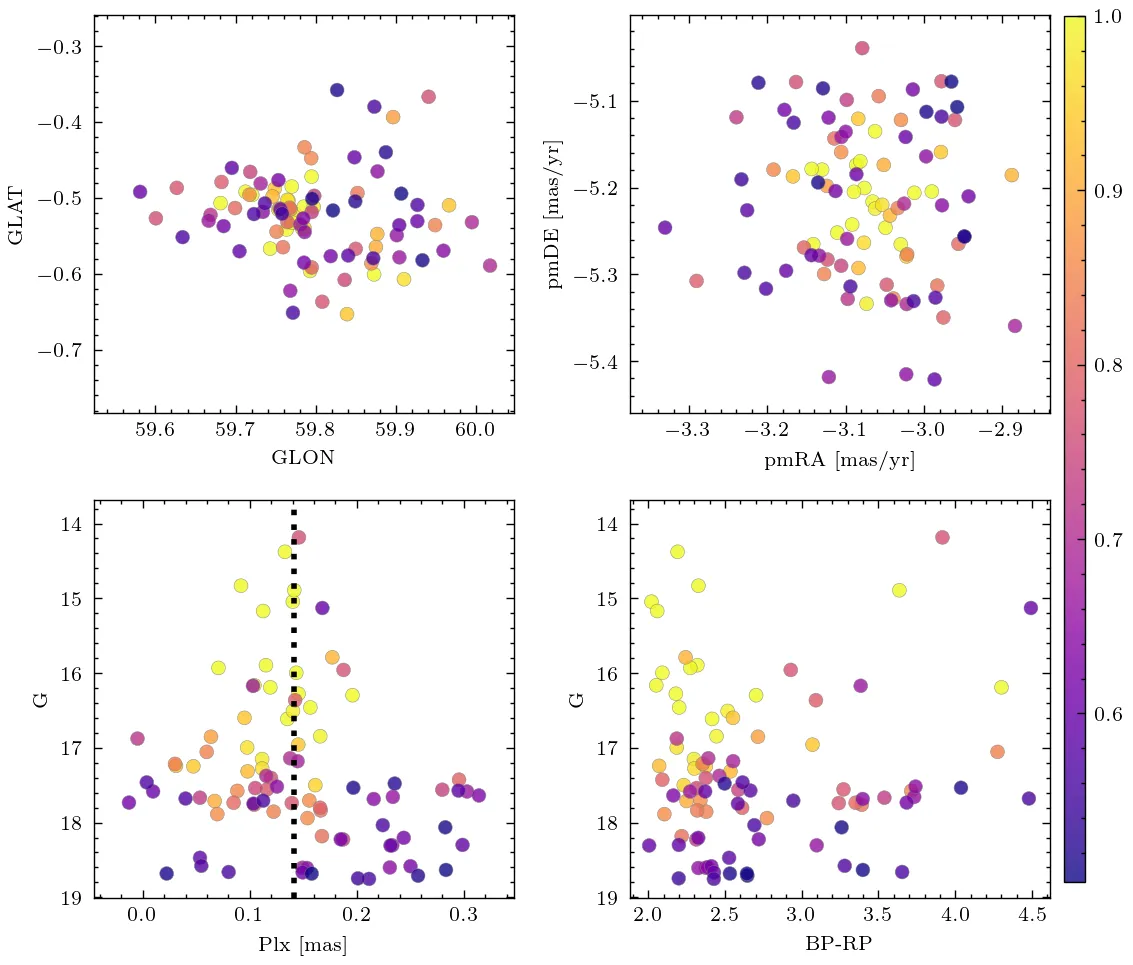 −0.3
−0.4
−0.5
−0.6
−0.7
GLAT
59.6 59.7 59.8 59.9 60.0
GLON
−5.1
−5.2
−5.3
−5.4
pmDE [mas/yr]
−3.3 −3.2 −3.1 −3.0 −2.9
pmRA [mas/yr]
1.0
0.9
0.8
0.7
0.6
14
15
16
17
18
19
G
0.0 0.1 0.2 0.3
Plx [mas]
14
15
16
17
18
19
G
2.0 2.5 3.0 3.5 4.0 4.5
BP-RP